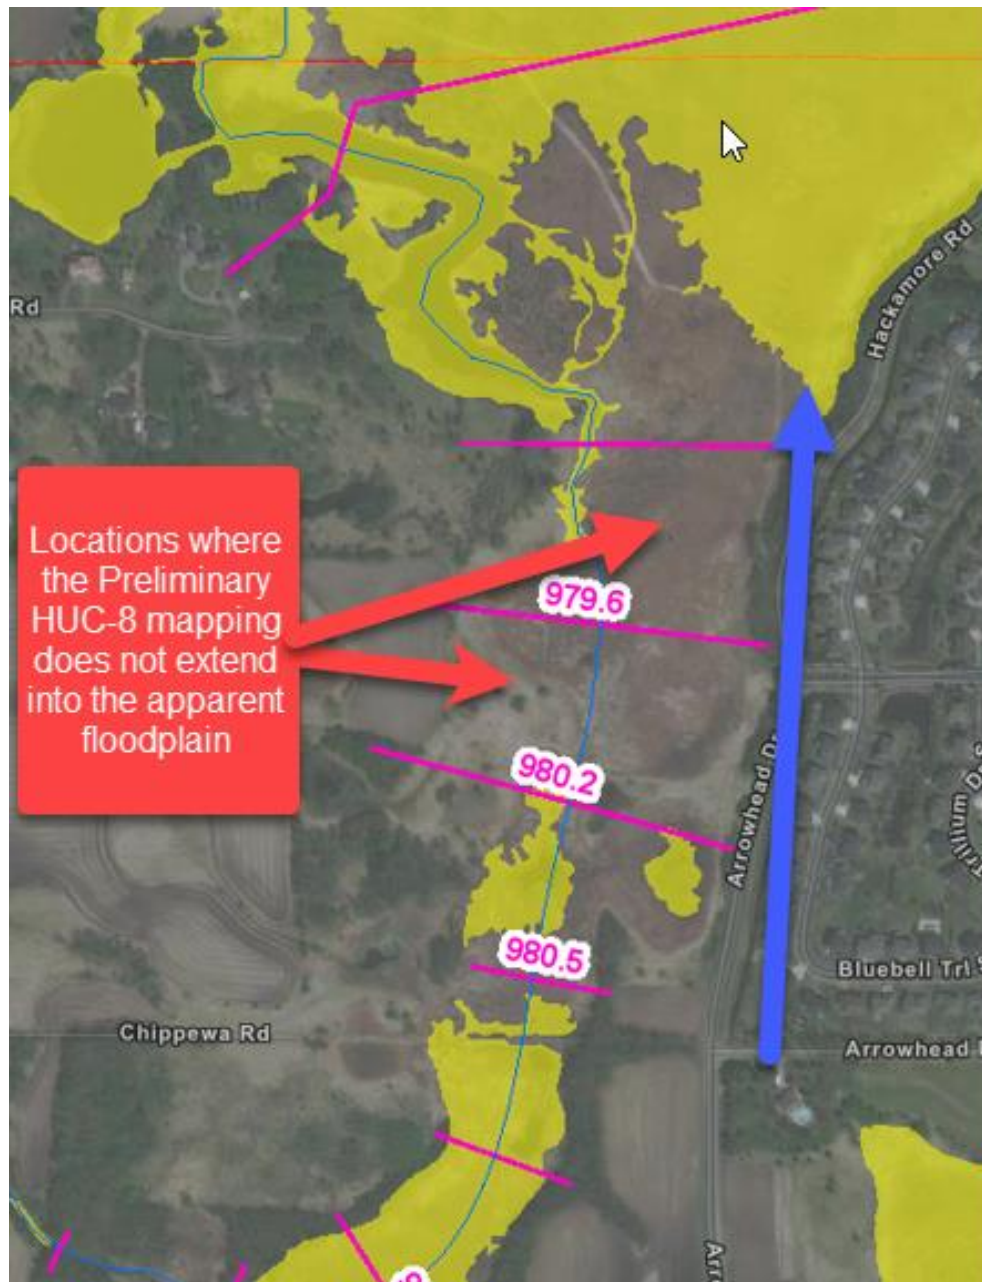 Hackamore Rd
Rd
Locations where
the Preliminary
HUC-8 mapping
does not extend
into the apparent
floodplain
979.6
980.2
Arrowhead Dr
980.5
Bluebell Trl
Chippewa Rd
Arrowhead